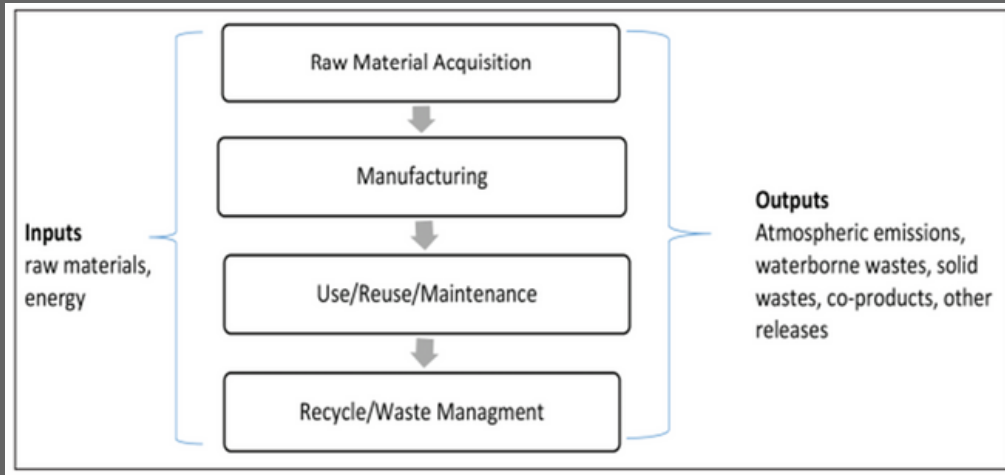 Raw Material Acquisition
Manufacturing
Use/Reuse/Maintenance
Recycle/Waste Managment
Inputs
raw materials,
energy
Outputs
Atmospheric emissions,
waterborne wastes, solid
wastes, co-products, other
releases